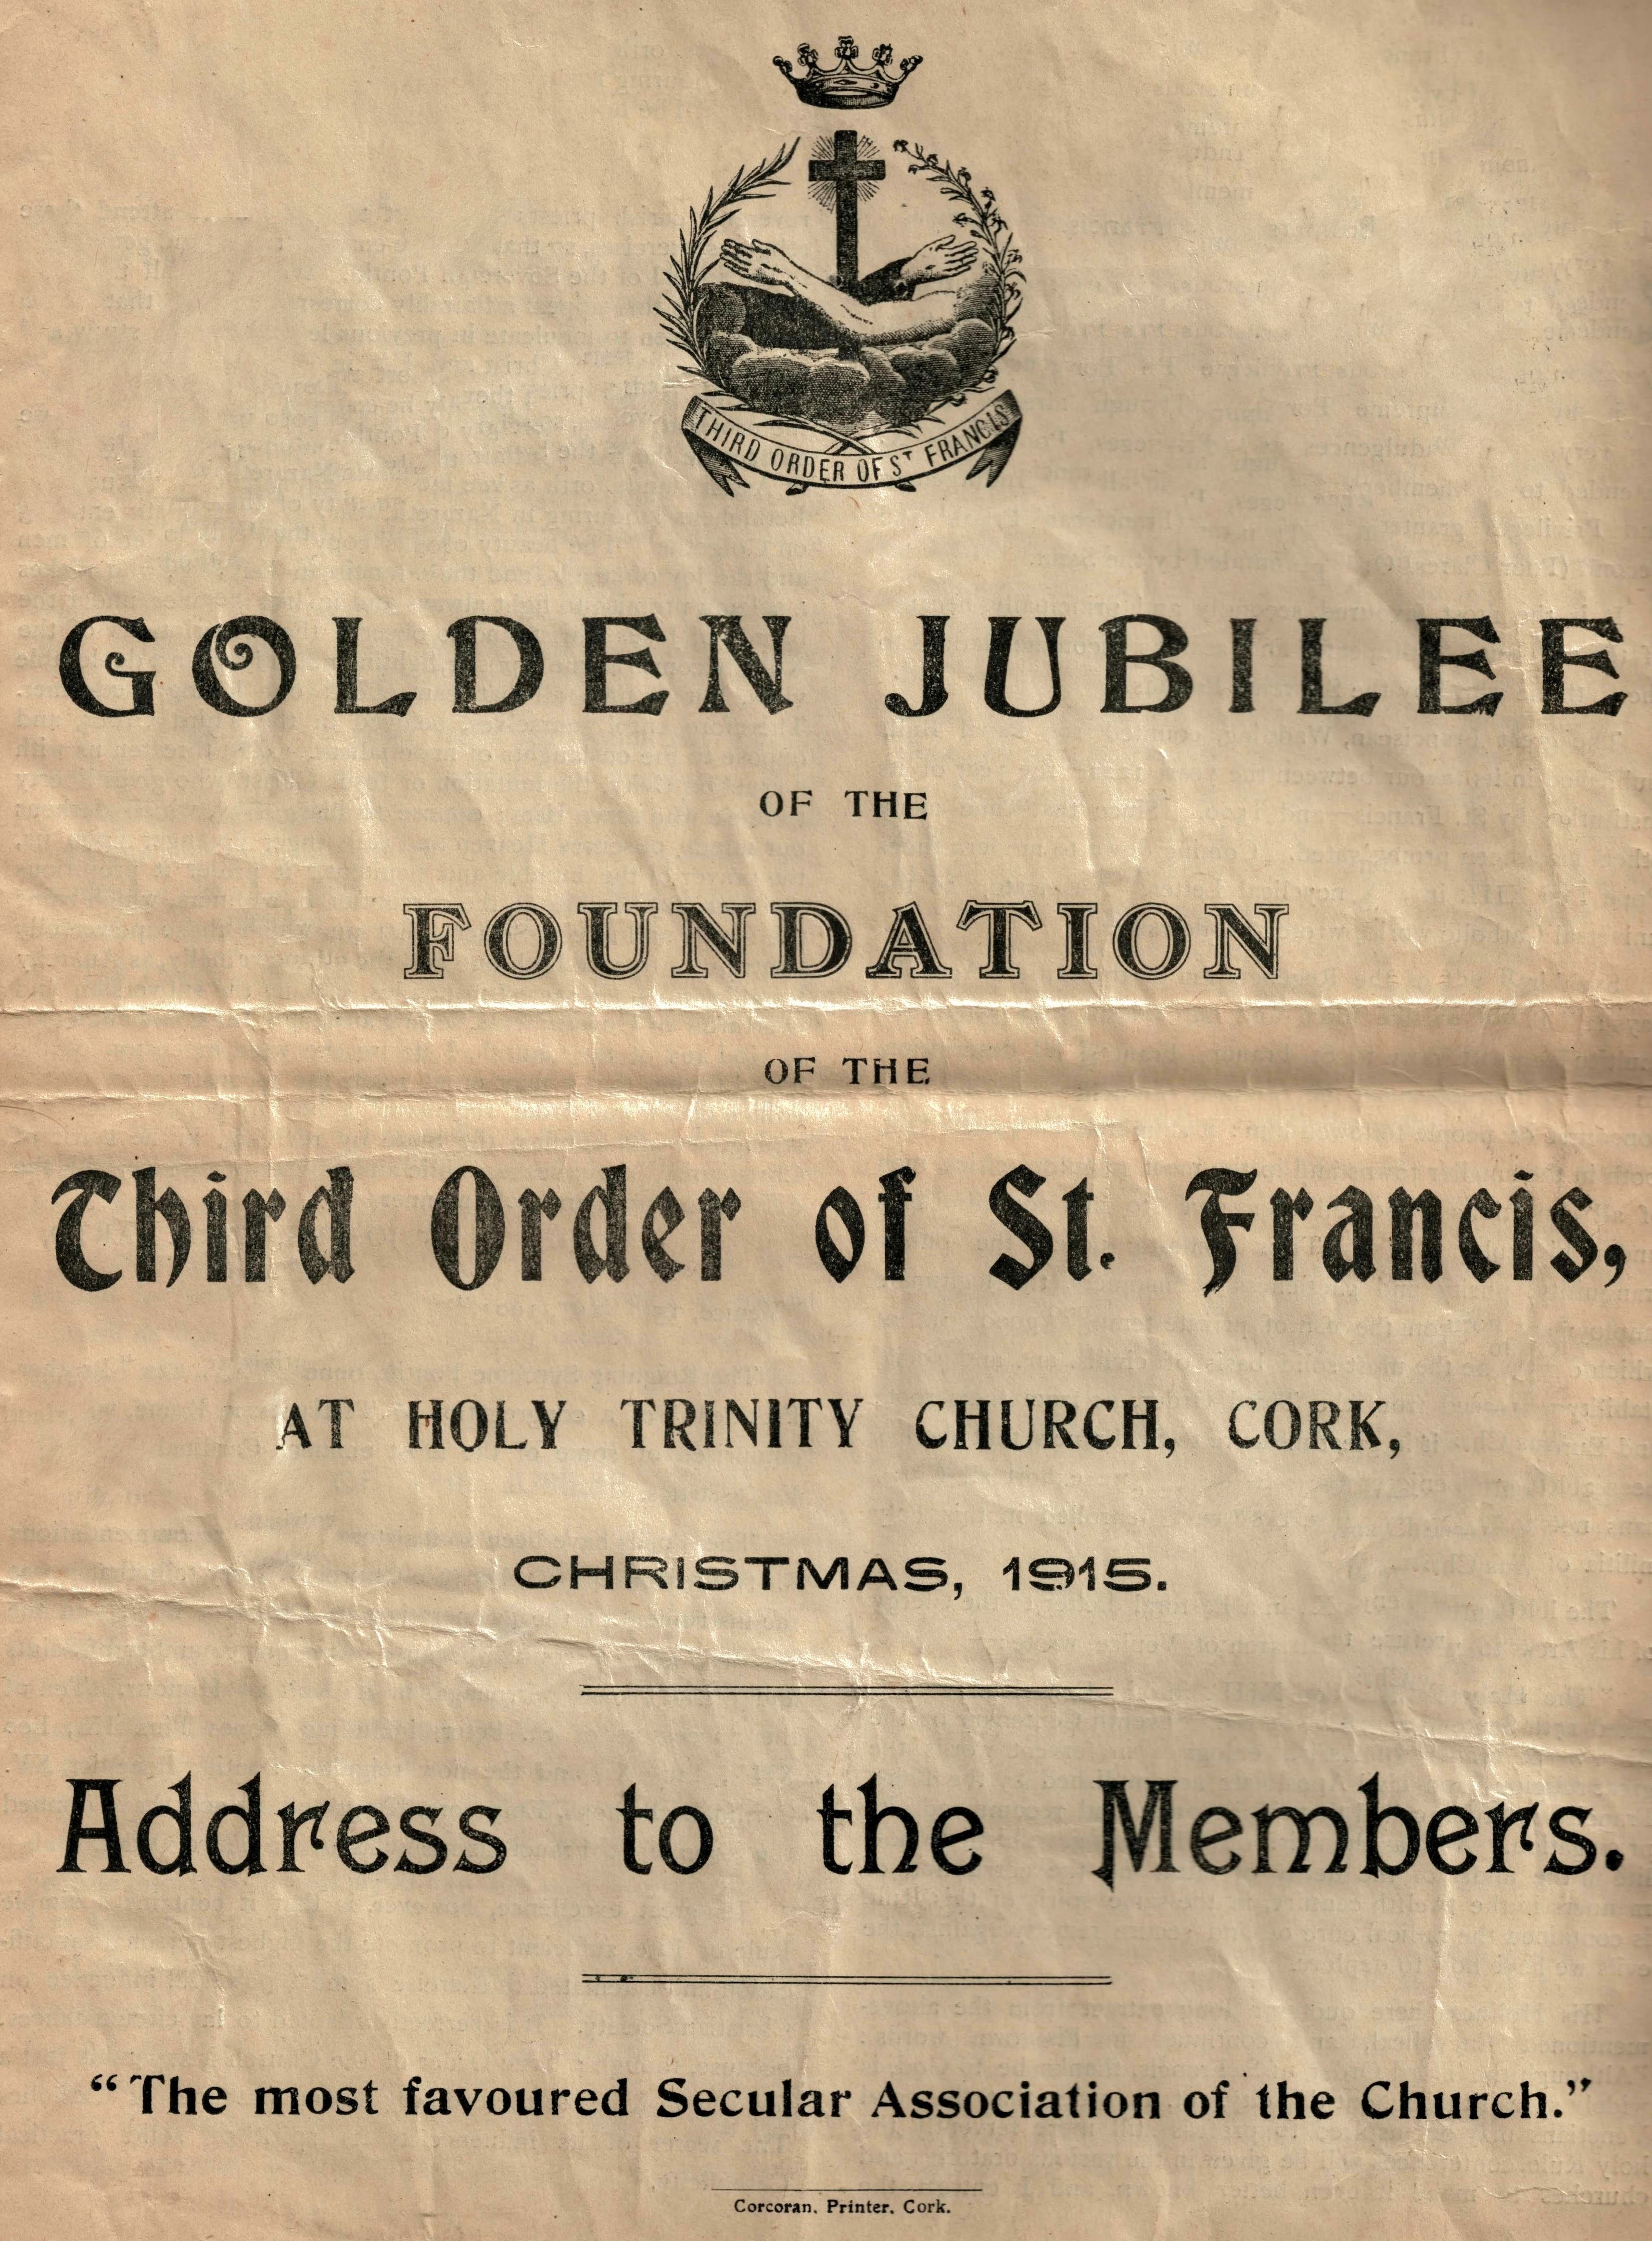 THIRD ORDER OF ST FRANCIS
GOLDEN JUBILEE
OF THE
FOUNDATION
OF THE
Third Order of St. Francis,
AT HOLY TRINITY CHURCH, CORK,
CHRISTMAS, 1915.
Address to the Members.
“The most favoured Secular Association of the Church.”
Corcoran, Printer, Cork.